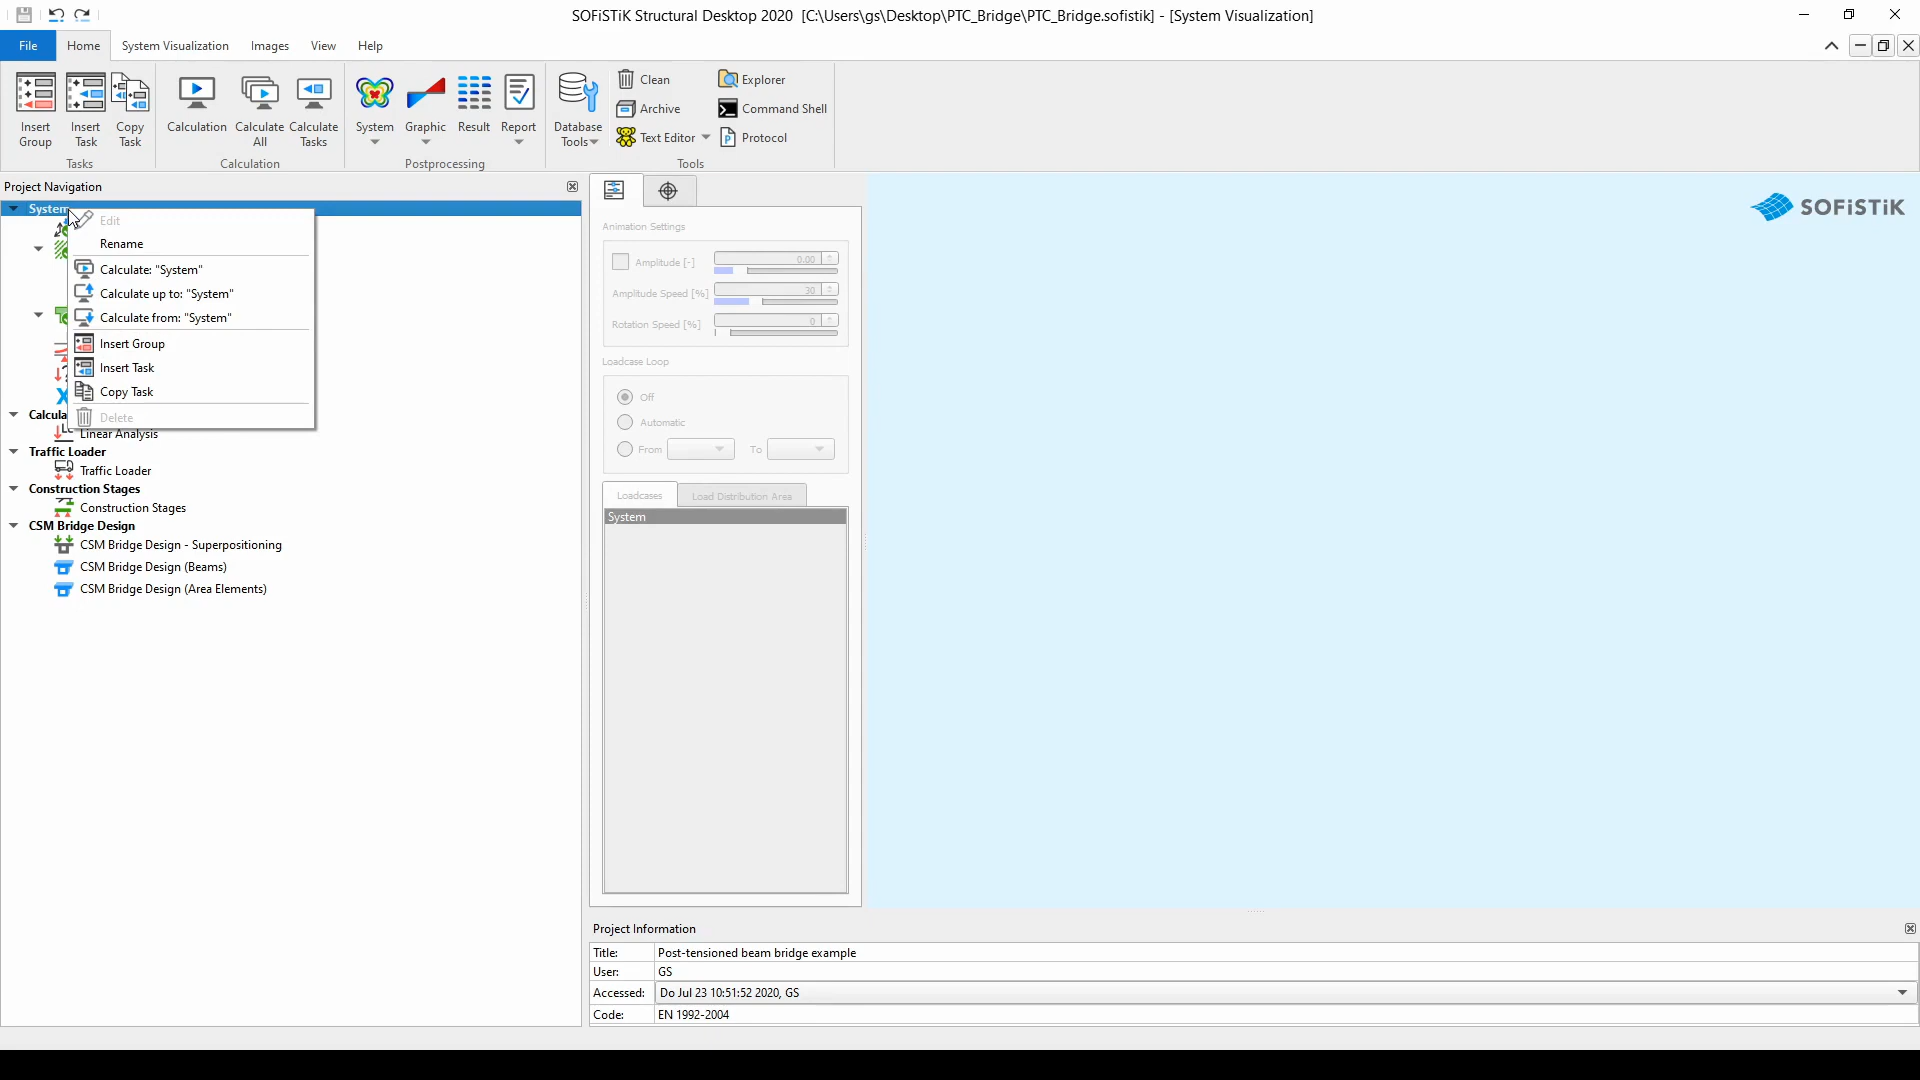 SOFiSTiK Structural Desktop 2020 [C:\Users\gs\Desktop\PTC_Bridge\PTC_Bridge.sofistik] - [System Visualization]
File Home System Visualization Images View Help
Insert Group
Insert Task
Copy Task
Tasks
Calculation
Calculate All
Calculate Tasks
Calculation
System
Graphic
Result
Report
Postprocessing
Database Tools
Clean
Archive
Text Editor
Explorer
Command Shell
Protocol
Tools
Project Navigation
System
Edit
Rename
Calculate: "System"
Calculate up to: "System"
Calculate from: "System"
Insert Group
Insert Task
Copy Task
Delete
Calcula
Linear Analysis
Traffic Loader
Traffic Loader
Construction Stages
Construction Stages
CSM Bridge Design
CSM Bridge Design - Superpositioning
CSM Bridge Design (Beams)
CSM Bridge Design (Area Elements)
Animation Settings
Amplitude [-] 0.00
Amplitude Speed [%] 30
Rotation Speed [%] 0
Loadcase Loop
Off
Automatic
From To
Loadcases Load Distribution Area
System
SOFiSTiK
Project Information
Title: Post-tensioned beam bridge example
User: GS
Accessed: Do Jul 23 10:51:52 2020, GS
Code: EN 1992-2004